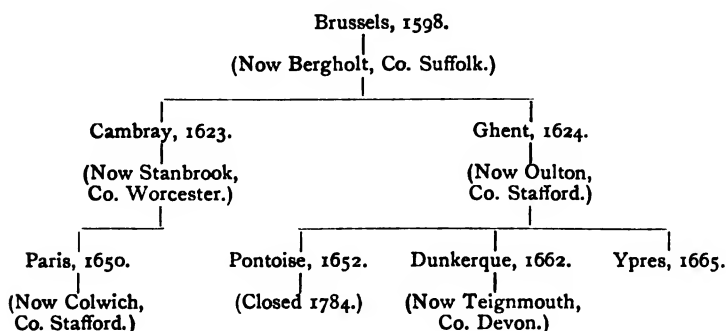 Brussels, 1598.
(Now Bergholt, Co. Suffolk.)
Cambray, 1623.
Ghent, 1624.
(Now Stanbrook,
Co. Worcester.)
(Now Oulton,
Co. Stafford.)
Paris, 1650.
Pontoise, 1652.
Dunkerque, 1662.
Ypres, 1665.
(Now Colwich,
Co. Stafford.)
(Closed 1784.)
(Now Teignmouth,
Co. Devon.)